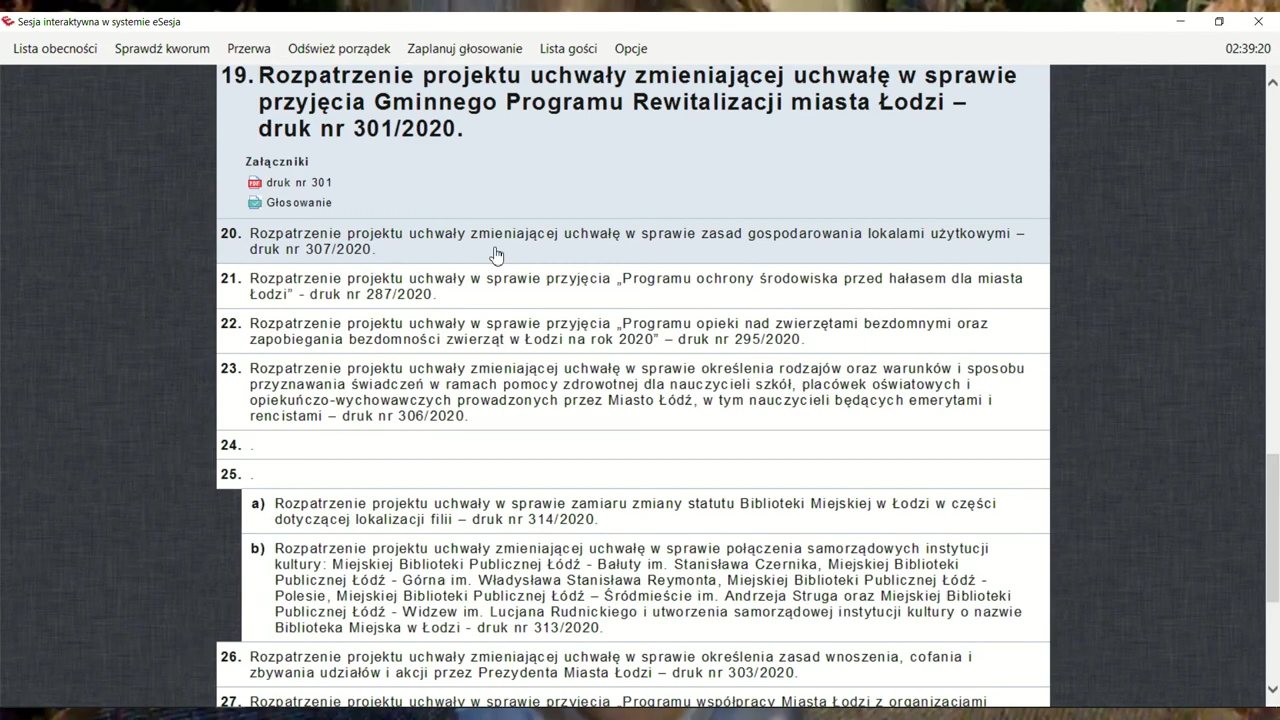 Sesja interaktywna w systemie eSesja
Lista obecności Sprawdź kworum Przerwa Odśwież porządek Zaplanuj głosowanie Lista gości Opcje 02:39:20
19. Rozpatrzenie projektu uchwały zmieniającej uchwałę w sprawie
przyjęcia Gminnego Programu Rewitalizacji miasta Łodzi –
druk nr 301/2020.
Załączniki
druk nr 301
Głosowanie
20. Rozpatrzenie projektu uchwały zmieniającej uchwałę w sprawie zasad gospodarowania lokalami użytkowymi –
druk nr 307/2020.
21. Rozpatrzenie projektu uchwały w sprawie przyjęcia „Programu ochrony środowiska przed hałasem dla miasta
Łodzi” - druk nr 287/2020.
22. Rozpatrzenie projektu uchwały w sprawie przyjęcia „Programu opieki nad zwierzętami bezdomnymi oraz
zapobiegania bezdomności zwierząt w Łodzi na rok 2020” – druk nr 295/2020.
23. Rozpatrzenie projektu uchwały zmieniającej uchwałę w sprawie określenia rodzajów oraz warunków i sposobu
przyznawania świadczeń w ramach pomocy zdrowotnej dla nauczycieli szkół, placówek oświatowych i
opiekuńczo-wychowawczych prowadzonych przez Miasto Łódź, w tym nauczycieli będących emerytami i
rencistami – druk nr 306/2020.
24. .
25. .
a) Rozpatrzenie projektu uchwały w sprawie zamiaru zmiany statutu Biblioteki Miejskiej w Łodzi w części
dotyczącej lokalizacji filii – druk nr 314/2020.
b) Rozpatrzenie projektu uchwały zmieniającej uchwałę w sprawie połączenia samorządowych instytucji
kultury: Miejskiej Biblioteki Publicznej Łódź - Bałuty im. Stanisława Czernika, Miejskiej Biblioteki
Publicznej Łódź - Górna im. Władysława Stanisława Reymonta, Miejskiej Biblioteki Publicznej Łódź -
Polesie, Miejskiej Biblioteki Publicznej Łódź – Śródmieście im. Andrzeja Struga oraz Miejskiej Biblioteki
Publicznej Łódź - Widzew im. Lucjana Rudnickiego i utworzenia samorządowej instytucji kultury o nazwie
Biblioteka Miejska w Łodzi - druk nr 313/2020.
26. Rozpatrzenie projektu uchwały zmieniającej uchwałę w sprawie określenia zasad wnoszenia, cofania i
zbywania udziałów i akcji przez Prezydenta Miasta Łodzi – druk nr 303/2020.
27. Rozpatrzenie projektu uchwały w sprawie przyjęcia „Programu współpracy Miasta Łodzi z organizacjami